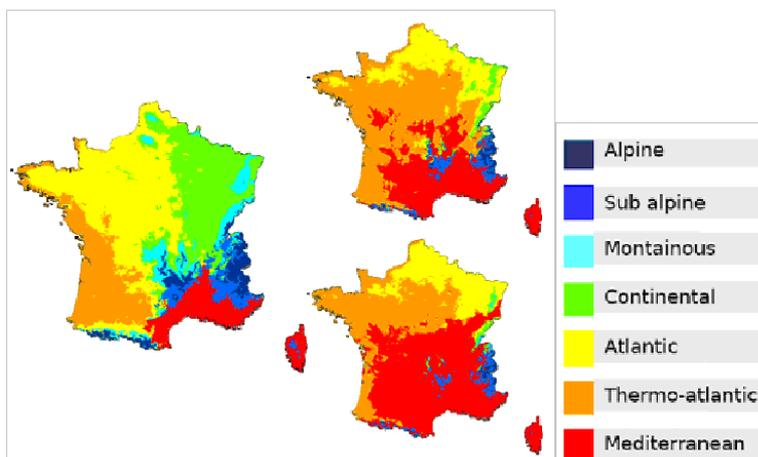 Alpine
Sub alpine
Montainous
Continental
Atlantic
Thermo-atlantic
Mediterranean